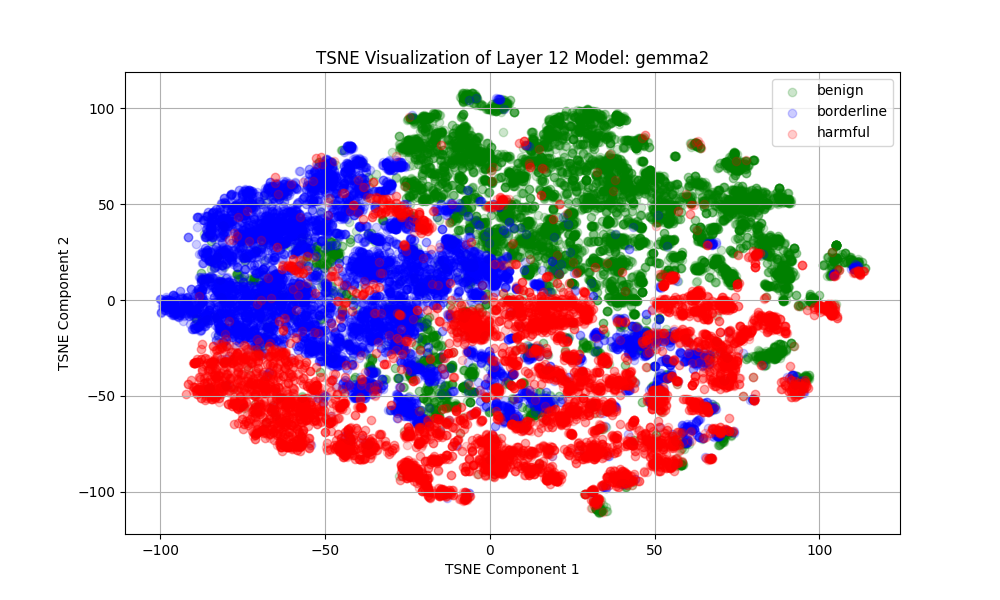 TSNE Visualization of Layer 12 Model: gemma2
benign
borderline
harmful
TSNE Component 2
100
50
0
−50
−100
−100
−50
0
50
100
TSNE Component 1